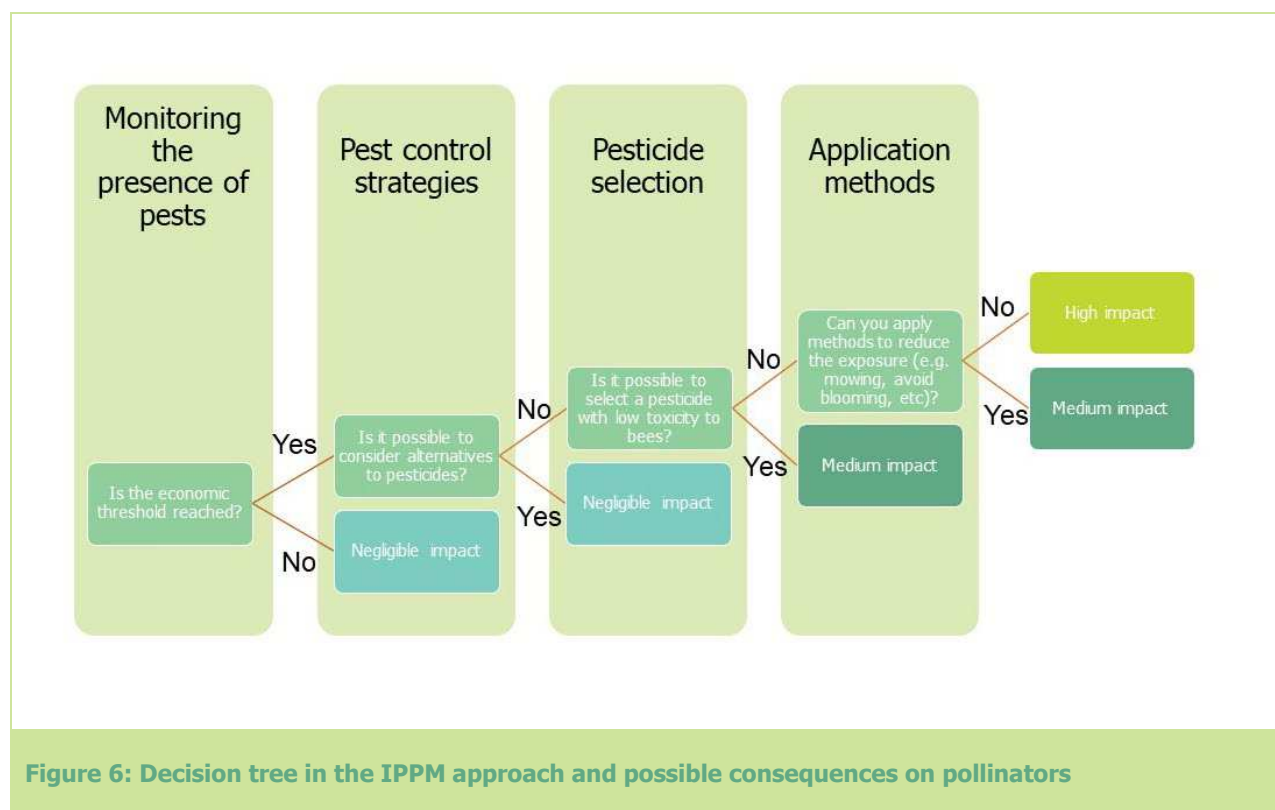 Monitoring
the
presence of
pests
Pest control
strategies
Pesticide
selection
Application
methods
Is the economic
threshold reached?
Yes
No
Is it possible to
consider alternatives
to pesticides?
Negligible impact
No
Yes
Is it possible to
select a pesticide
with low toxicity to
bees?
Negligible impact
No
Yes
Can you apply
methods to reduce
the exposure (e.g.
mowing, avoid
blooming, etc)?
Medium impact
No
Yes
High impact
Medium impact
Figure 6: Decision tree in the IPPM approach and possible consequences on pollinators